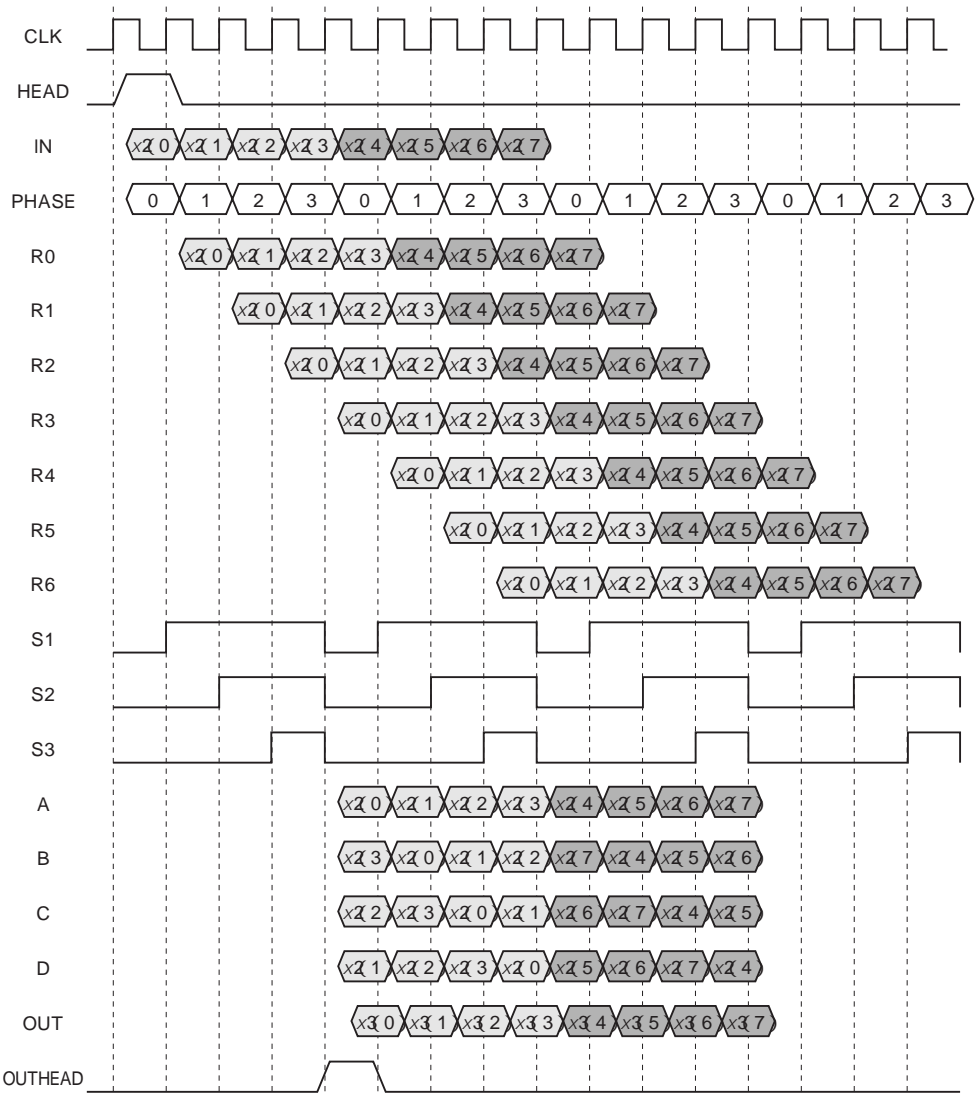 CLK
HEAD
IN x2(0) x2(1) x2(2) x2(3) x2(4) x2(5) x2(6) x2(7)
PHASE 0 1 2 3 0 1 2 3 0 1 2 3 0 1 2 3
R0 x2(0) x2(1) x2(2) x2(3) x2(4) x2(5) x2(6) x2(7)
R1 x2(0) x2(1) x2(2) x2(3) x2(4) x2(5) x2(6) x2(7)
R2 x2(0) x2(1) x2(2) x2(3) x2(4) x2(5) x2(6) x2(7)
R3 x2(0) x2(1) x2(2) x2(3) x2(4) x2(5) x2(6) x2(7)
R4 x2(0) x2(1) x2(2) x2(3) x2(4) x2(5) x2(6) x2(7)
R5 x2(0) x2(1) x2(2) x2(3) x2(4) x2(5) x2(6) x2(7)
R6 x2(0) x2(1) x2(2) x2(3) x2(4) x2(5) x2(6) x2(7)
S1
S2
S3
A x2(0) x2(1) x2(2) x2(3) x2(4) x2(5) x2(6) x2(7)
B x2(3) x2(0) x2(1) x2(2) x2(7) x2(4) x2(5) x2(6)
C x2(2) x2(3) x2(0) x2(1) x2(6) x2(7) x2(4) x2(5)
D x2(1) x2(2) x2(3) x2(0) x2(5) x2(6) x2(7) x2(4)
OUT x3(0) x3(1) x3(2) x3(3) x3(4) x3(5) x3(6) x3(7)
OUTHEAD